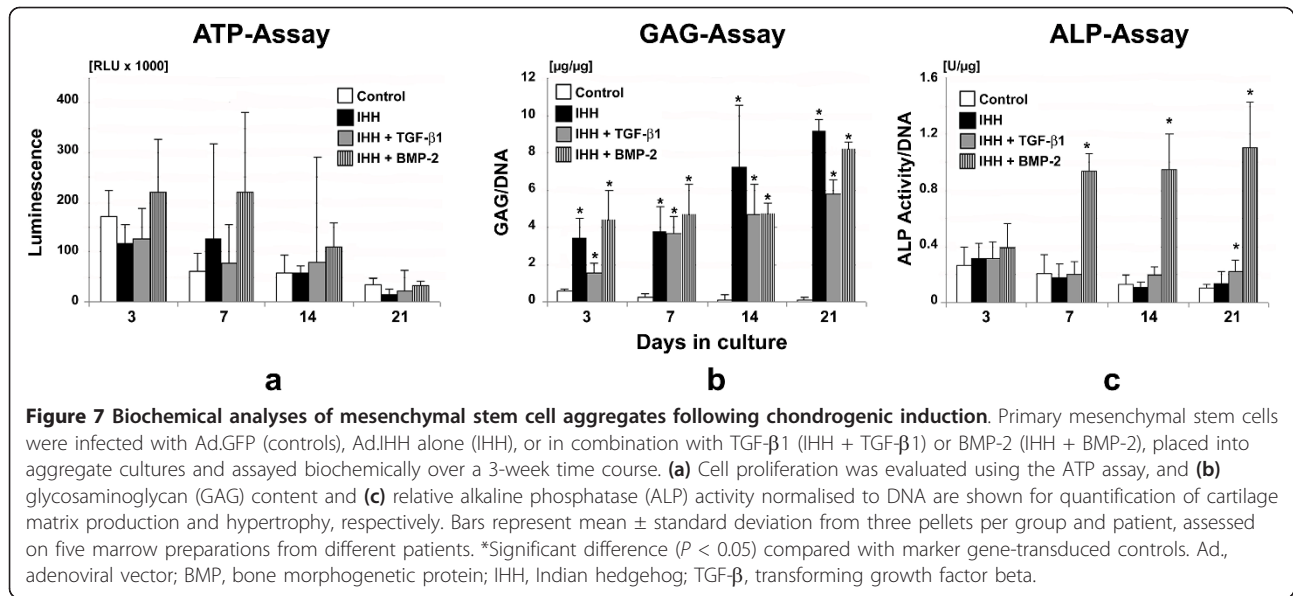 ATP-Assay
[RLU x 1000]
Luminescence
400
300
200
100
00
3
7
14
21
Control
IHH
IHH + TGF-β1
IHH + BMP-2
a
GAG-Assay
[µg/µg]
GAG/DNA
12
10
8
6
4
2
0
3
7
14
21
Control
IHH
IHH + TGF-β1
IHH + BMP-2
* * * * * * * * * * * *
Days in culture
b
ALP-Assay
[U/µg]
ALP Activity/DNA
1.6
1.2
0.8
0.4
0
3
7
14
21
Control
IHH
IHH + TGF-β1
IHH + BMP-2
* * * *
c
Figure 7 Biochemical analyses of mesenchymal stem cell aggregates following chondrogenic induction. Primary mesenchymal stem cells
were infected with Ad.GFP (controls), Ad.IHH alone (IHH), or in combination with TGF-β1 (IHH + TGF-β1) or BMP-2 (IHH + BMP-2), placed into
aggregate cultures and assayed biochemically over a 3-week time course. (a) Cell proliferation was evaluated using the ATP assay, and (b)
glycosaminoglycan (GAG) content and (c) relative alkaline phosphatase (ALP) activity normalised to DNA are shown for quantification of cartilage
matrix production and hypertrophy, respectively. Bars represent mean ± standard deviation from three pellets per group and patient, assessed
on five marrow preparations from different patients. *Significant difference (P < 0.05) compared with marker gene-transduced controls. Ad.,
adenoviral vector; BMP, bone morphogenetic protein; IHH, Indian hedgehog; TGF-β, transforming growth factor beta.